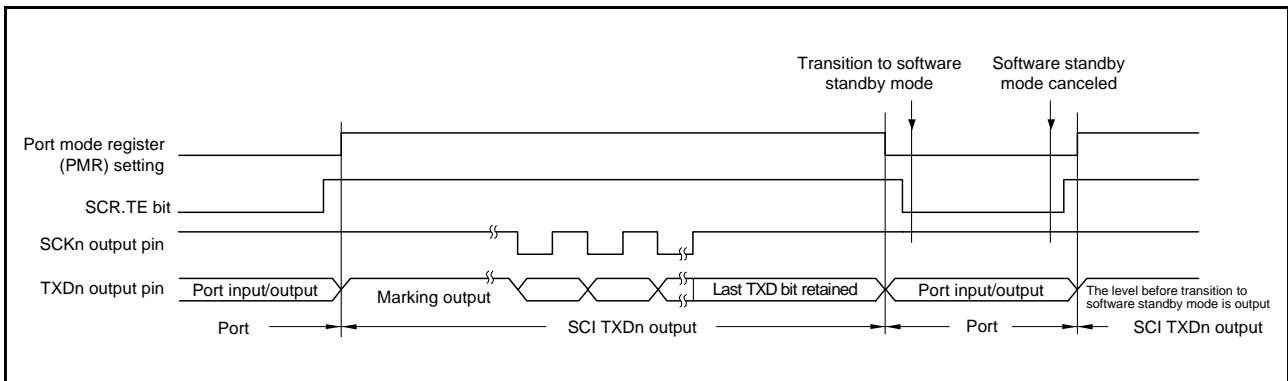 Transition to software
standby mode
Software standby
mode canceled
Port mode register
(PMR) setting
SCR.TE bit
SCKn output pin
TXDn output pin
Port input/output
Marking output
Last TXD bit retained
Port input/output
The level before transition to
software standby mode is output
Port
SCI TXDn output
Port
SCI TXDn output